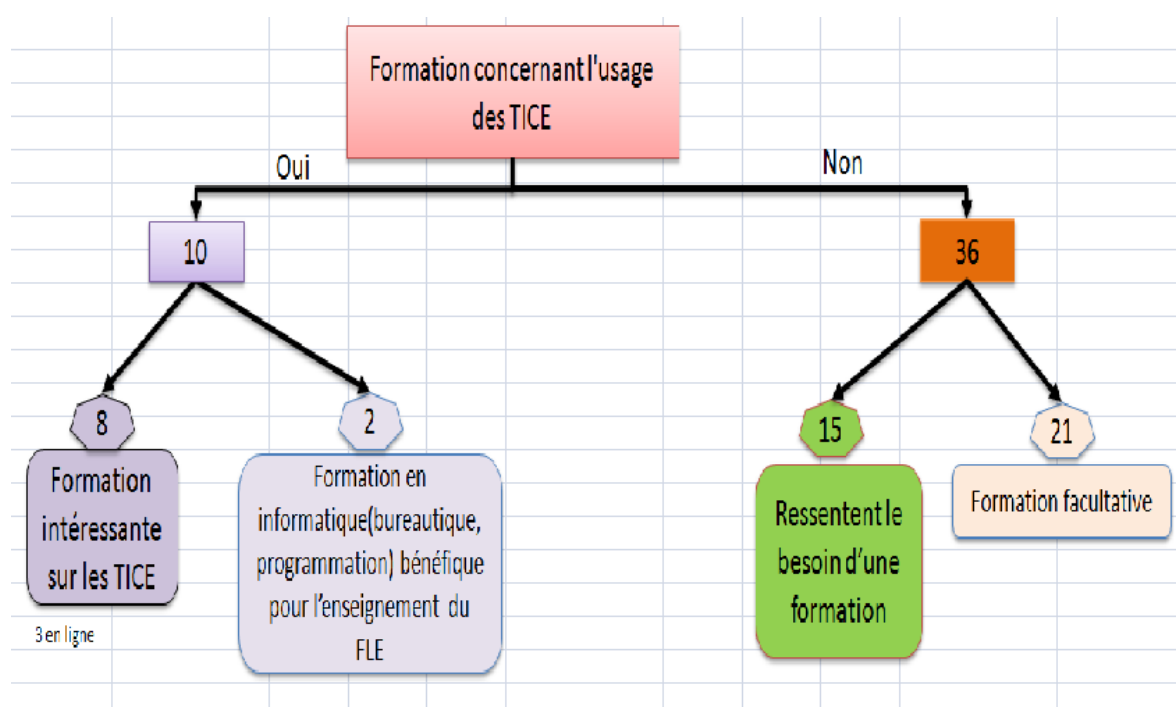 Formation concernant l'usage
des TICE
Oui
Non
10
36
8
2
15
21
Formation
intéressante
sur les TICE
Formation en
informatique(bureautique,
programmation) bénéfique
pour l'enseignement du
FLE
Ressentent le
besoin d'une
formation
Formation facultative
3 en ligne